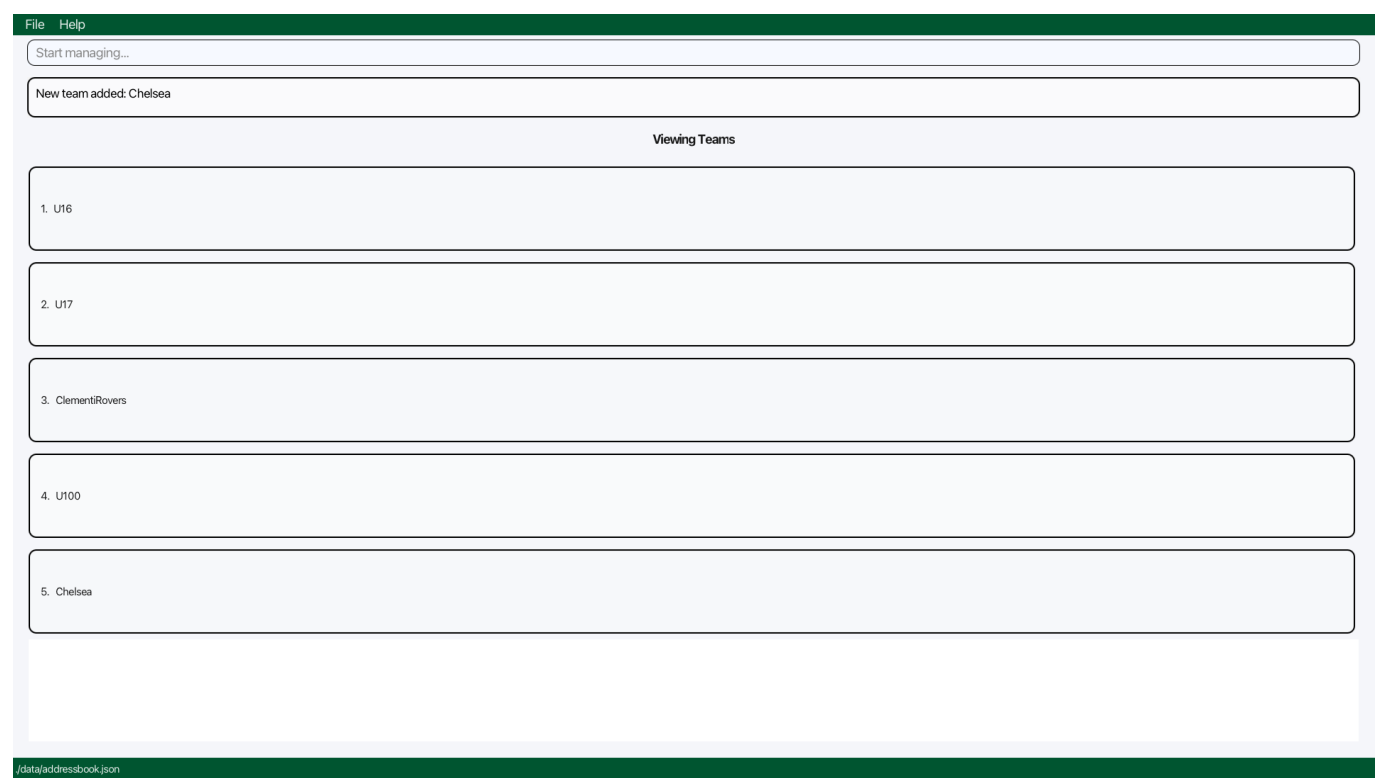 File Help
Start managing...
New team added: Chelsea
Viewing Teams
1. U16
2. U17
3. ClementiRovers
4. U100
5. Chelsea
./data/addressbook.json